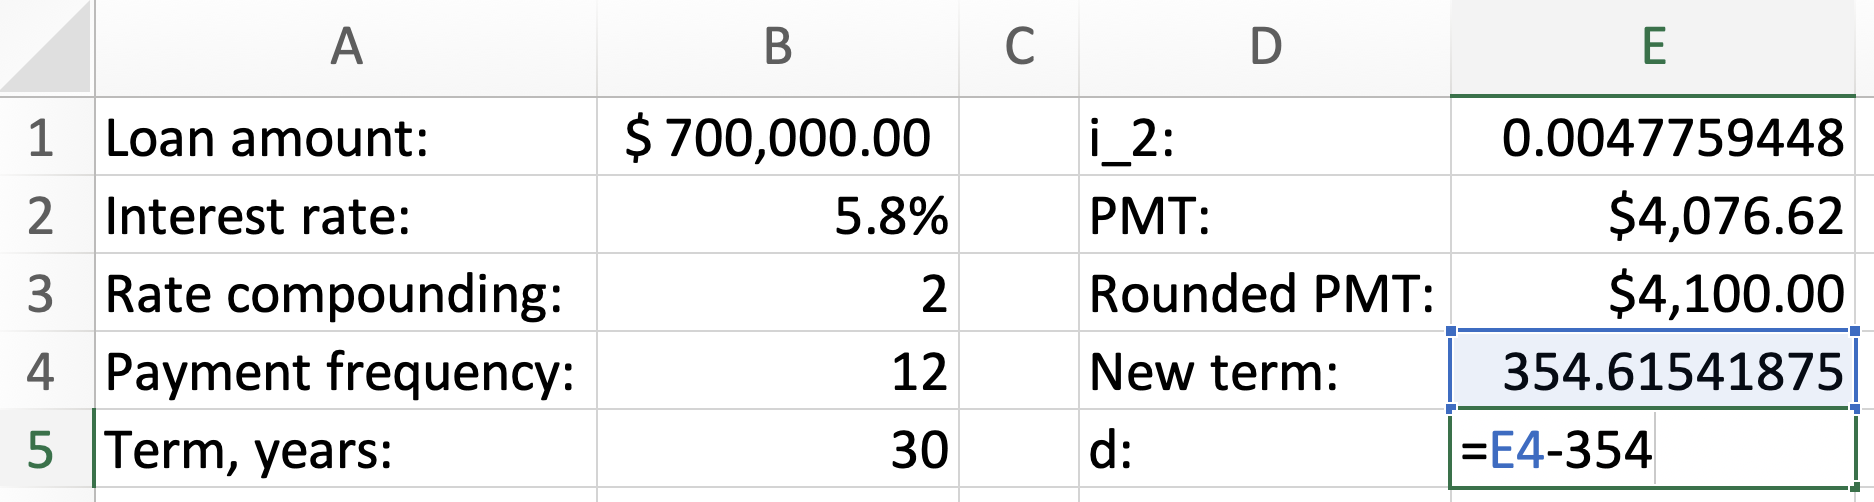 A B C D E
1 Loan amount: $ 700,000.00 i_2: 0.0047759448
2 Interest rate: 5.8% PMT: $4,076.62
3 Rate compounding: 2 Rounded PMT: $4,100.00
4 Payment frequency: 12 New term: 354.61541875
5 Term, years: 30 d: =E4-354